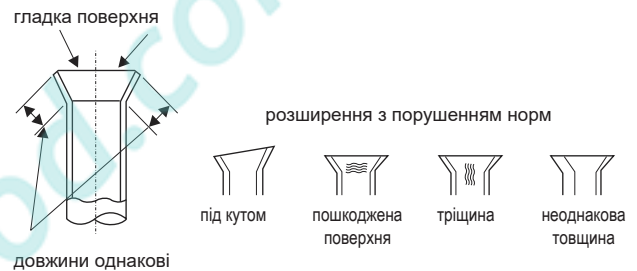 гладка поверхня
розширення з порушенням норм
під кутом
пошкоджена
поверхня
тріщина
неоднакова
товщина
довжини однакові